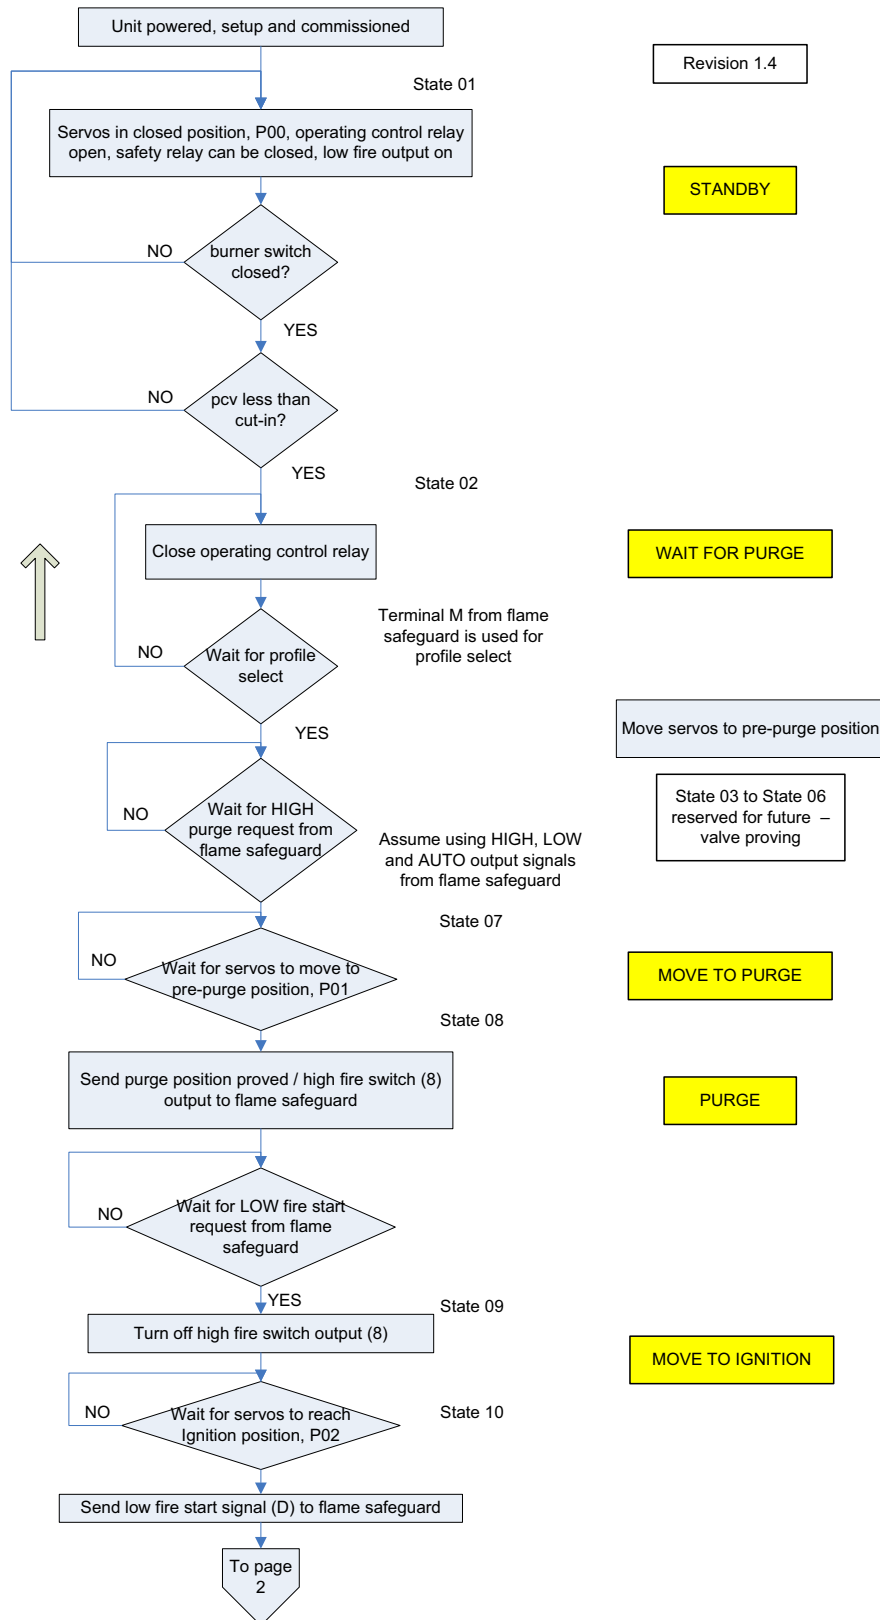 Unit powered, setup and commissioned
Revision 1.4
State 01
Servos in closed position, P00, operating control relay
open, safety relay can be closed, low fire output on
STANDBY
NO
burner switch
closed?
YES
NO
pcv less than
cut-in?
YES
State 02
Close operating control relay
WAIT FOR PURGE
Terminal M from flame
safeguard is used for
profile select
NO
Wait for profile
select
YES
Move servos to pre-purge position
NO
Wait for HIGH
purge request from
flame safeguard
State 03 to State 06
reserved for future –
valve proving
Assume using HIGH, LOW
and AUTO output signals
from flame safeguard
State 07
NO
Wait for servos to move to
pre-purge position, P01
MOVE TO PURGE
State 08
Send purge position proved / high fire switch (8)
output to flame safeguard
PURGE
NO
Wait for LOW fire start
request from flame
safeguard
YES
State 09
Turn off high fire switch output (8)
MOVE TO IGNITION
NO
Wait for servos to reach
Ignition position, P02
State 10
Send low fire start signal (D) to flame safeguard
To page
2